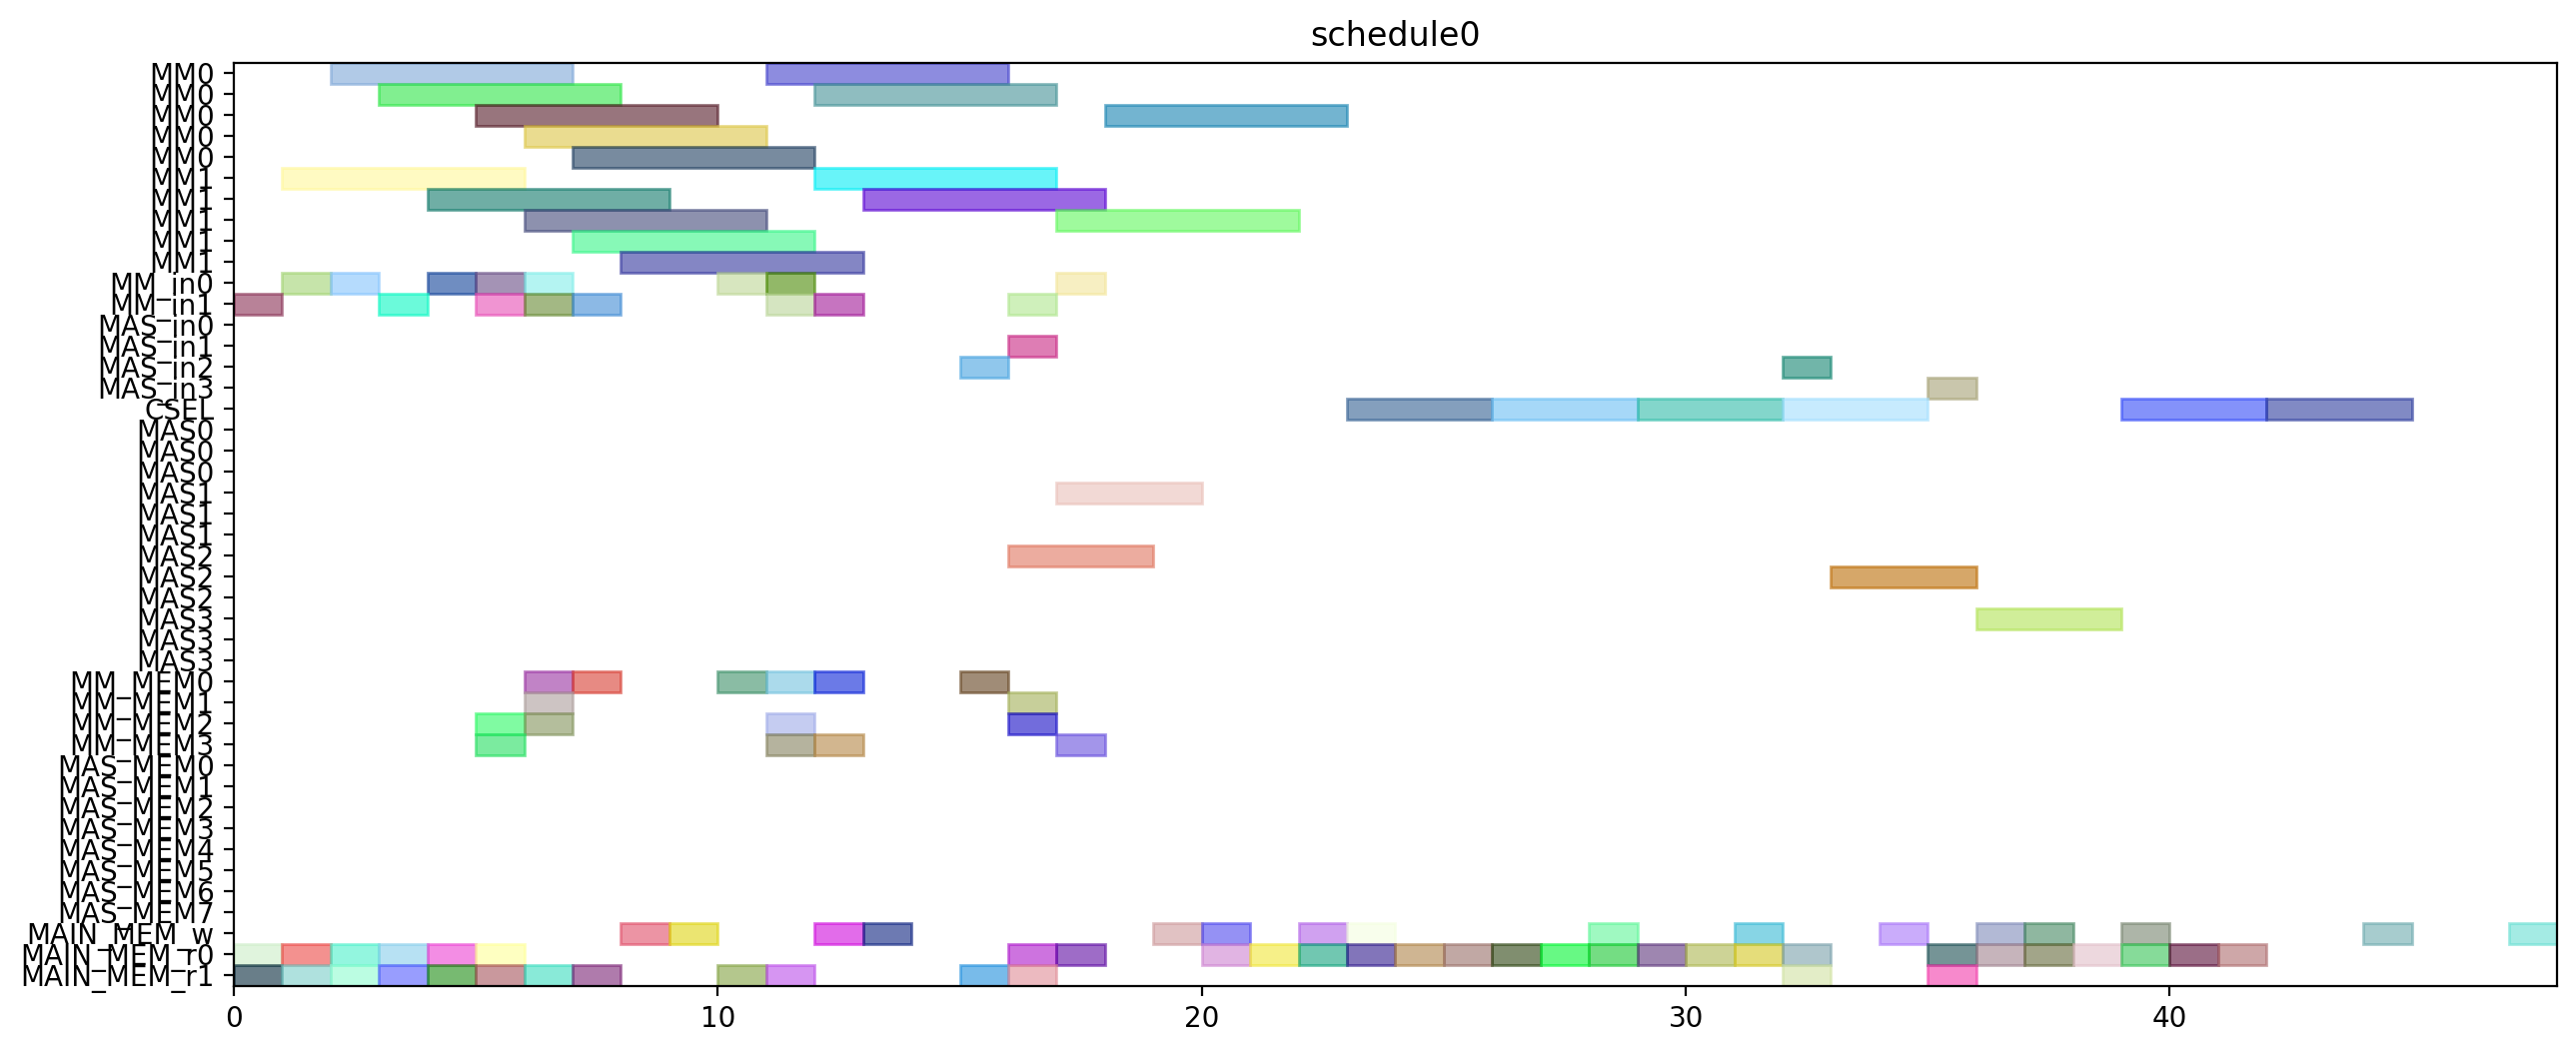 schedule0
MM0
MM0
MM0
MM0
MM0
MM1
MM1
MM1
MM1
MM1
MM_in0
MM_in1
MAS_in0
MAS_in1
MAS_in2
MAS_in3
CSEL
MAS0
MAS0
MAS0
MAS1
MAS1
MAS1
MAS2
MAS2
MAS2
MAS3
MAS3
MAS3
MM_MEM0
MM_MEM1
MM_MEM2
MM_MEM3
MAS_MEM0
MAS_MEM1
MAS_MEM2
MAS_MEM3
MAS_MEM4
MAS_MEM5
MAS_MEM6
MAS_MEM7
MAIN_MEM_w
MAIN_MEM_r0
MAIN_MEM_r1
0 10 20 30 40